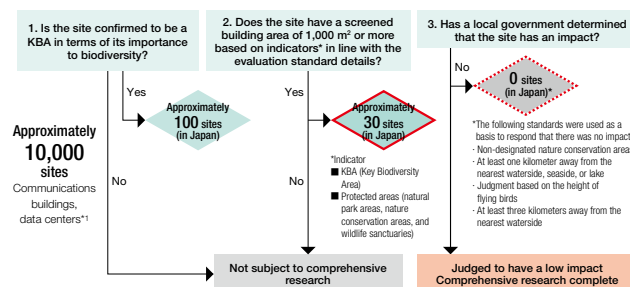 1. Is the site confirmed to be a
KBA in terms of its importance
to biodiversity?
2. Does the site have a screened
building area of 1,000 m² or more
based on indicators* in line with the
evaluation standard details?
3. Has a local government determined
that the site has an impact?
Approximately
10,000
sites
Communications
buildings,
data centers*1
Yes
Approximately
100 sites
(in Japan)
No
Yes
Approximately
30 sites
(in Japan)
*Indicator
■ KBA (Key Biodiversity
Area)
■ Protected areas (natural
park areas, nature
conservation areas, and
wildlife sanctuaries)
No
No
0
sites
(in Japan)*
*The following standards were used as a
basis to respond that there was no impact
· Non-designated nature conservation area
· At least one kilometer away from the
nearest waterside, seaside, or lake
· Judgment based on the height of
flying birds
· At least three kilometers away from the
nearest waterside
Not subject to comprehensive
research
Judged to have a low impact
Comprehensive research complete